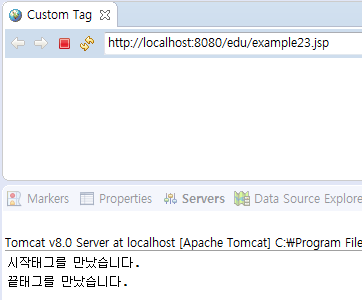 Custom Tag
http://localhost:8080/edu/example23.jsp
Markers Properties Servers Data Source Explore
Tomcat v8.0 Server at localhost [Apache Tomcat] C:₩Program File
시작태그를 만났습니다.
끝태그를 만났습니다.